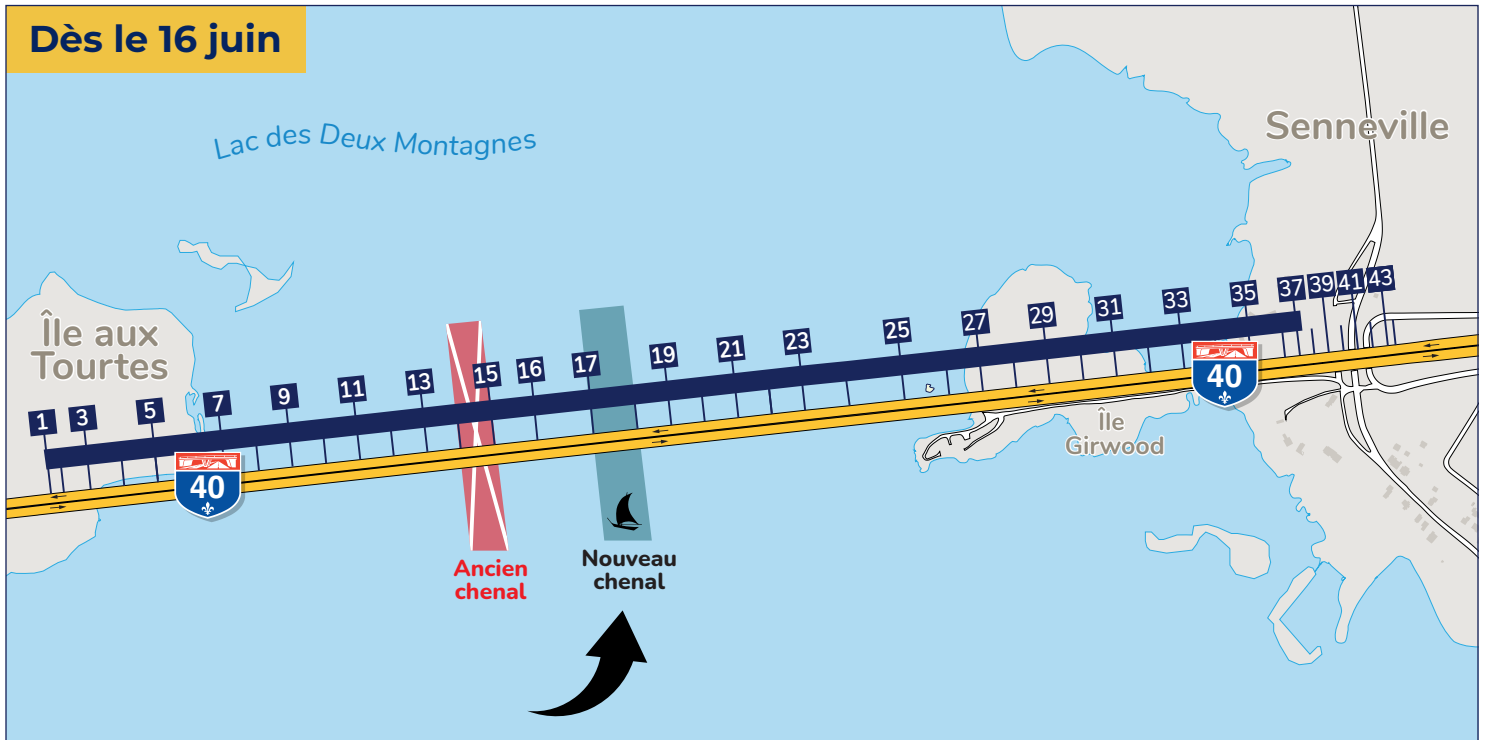 Dès le 16 juin
Lac des Deux Montagnes
Senneville
Île aux
Tourtes
1
3
5
7
9
11
13
15
16
17
19
21
23
25
27
29
31
33
35
37
39
41
43
40
40
Île
Girwood
Ancien
chenal
Nouveau
chenal